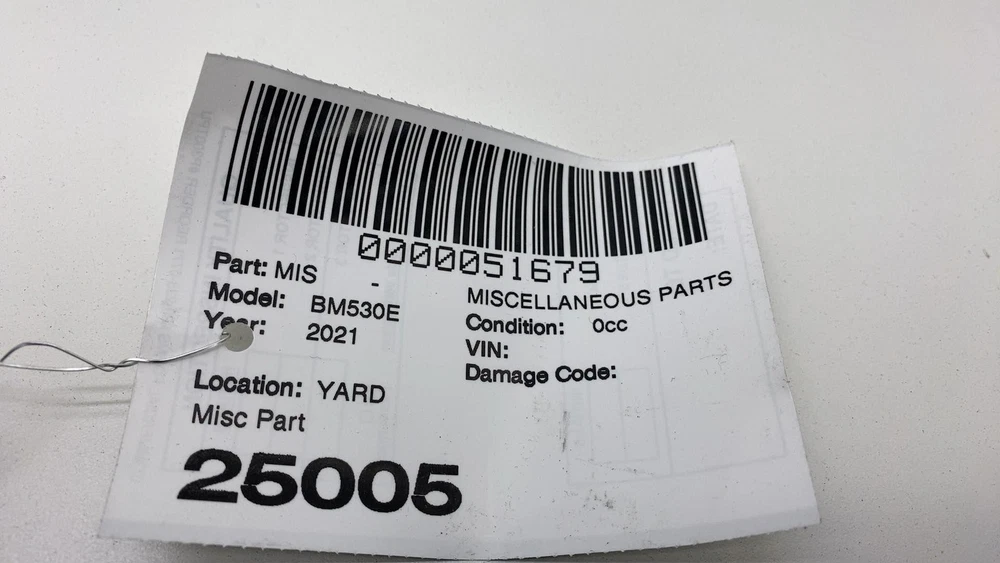 0000051679
Part: MIS -
MISCELLANEOUS PARTS
Model: BM530E
Condition: 0cc
Year: 2021
VIN:
Damage Code:
Location: YARD
Misc Part
25005